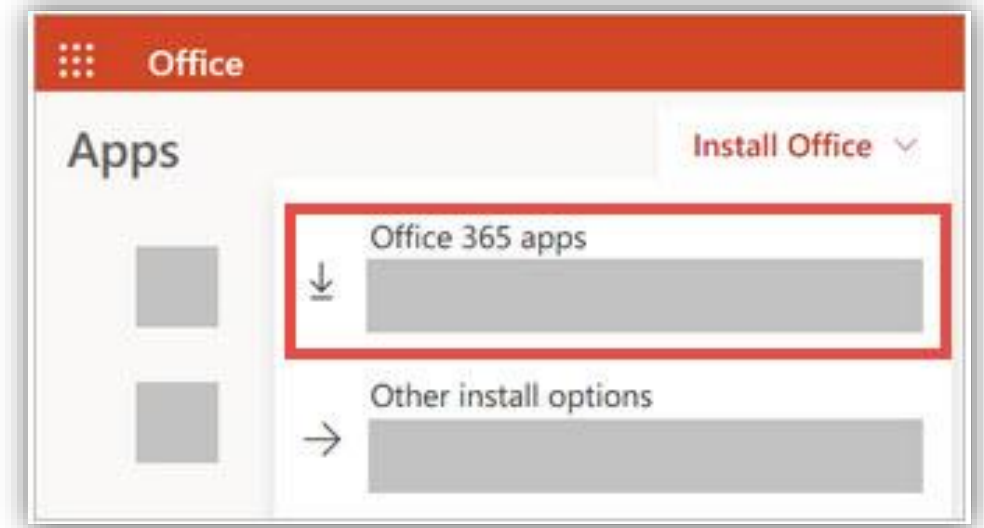 Office
Apps
Install Office
Office 365 apps
Other install options